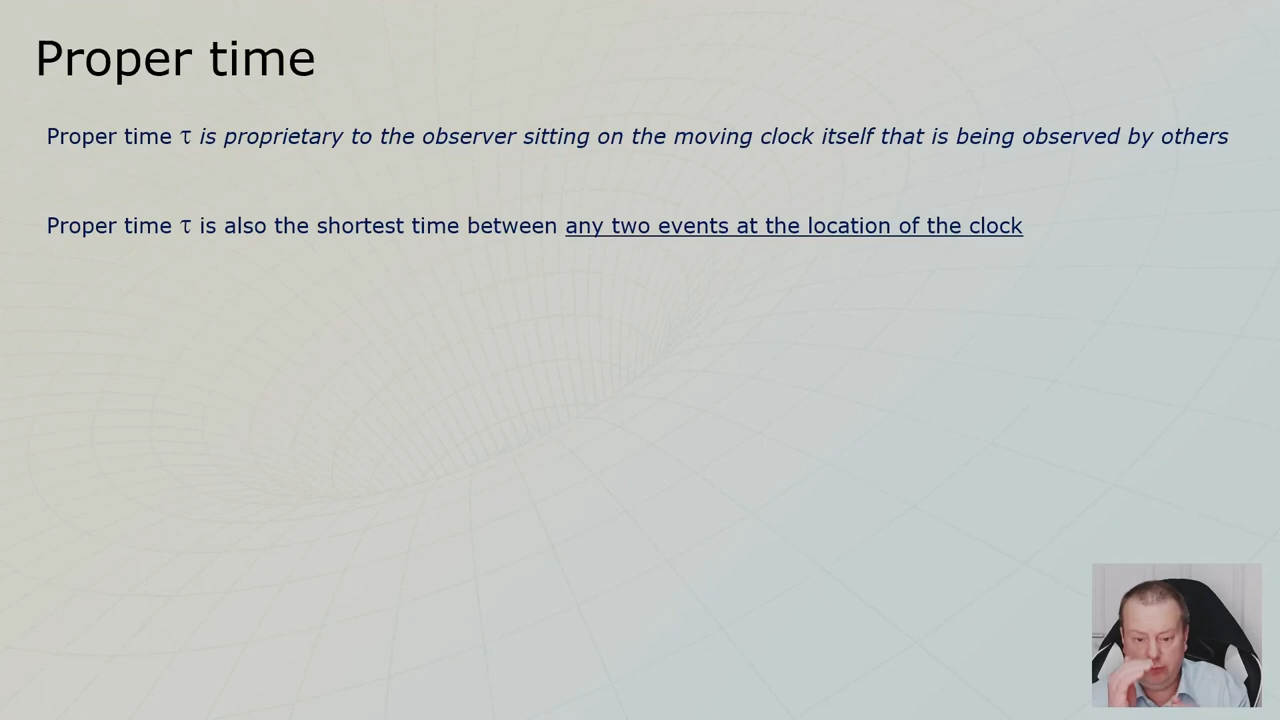 Proper time
Proper time τ is proprietary to the observer sitting on the moving clock itself that is being observed by others
Proper time τ is also the shortest time between any two events at the location of the clock